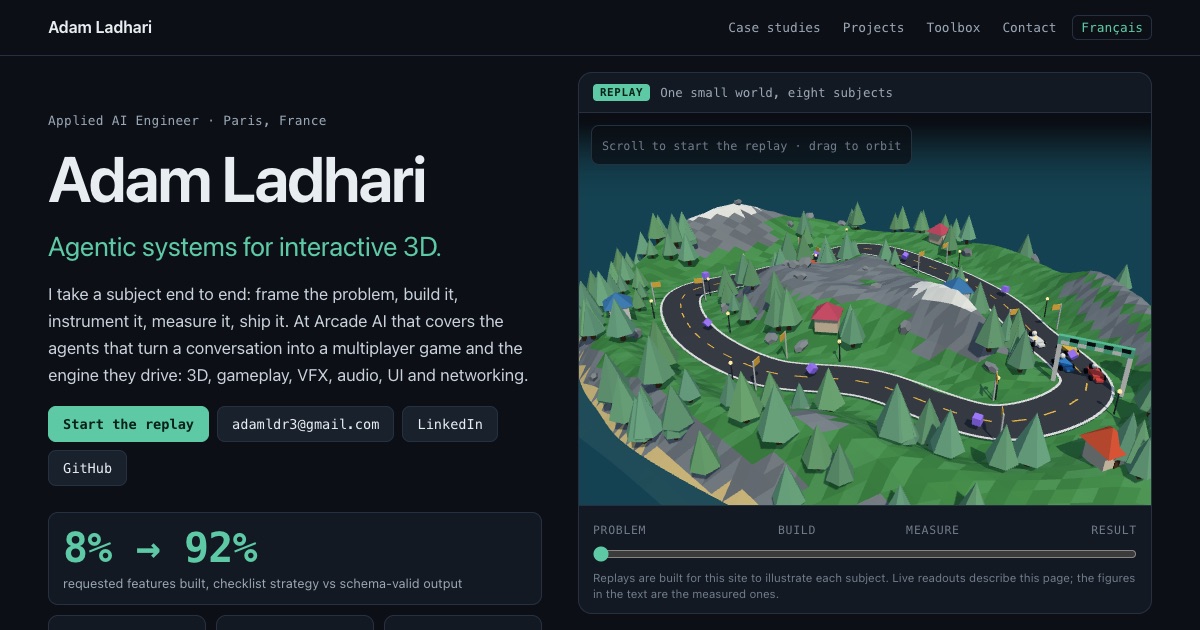 Adam Ladhari
Case studies
Projects
Toolbox
Contact
Français
Applied AI Engineer · Paris, France
Adam Ladhari
Agentic systems for interactive 3D.
I take a subject end to end: frame the problem, build it,
instrument it, measure it, ship it. At Arcade AI that covers the
agents that turn a conversation into a multiplayer game and the
engine they drive: 3D, gameplay, VFX, audio, UI and networking.
Start the replay
adamldr3@gmail.com
LinkedIn
GitHub
8% → 92%
requested features built, checklist strategy vs schema-valid output
REPLAY One small world, eight subjects
Scroll to start the replay · drag to orbit
PROBLEM
BUILD
MEASURE
RESULT
Replays are built for this site to illustrate each subject. Live readouts describe this page; the figures
in the text are the measured ones.